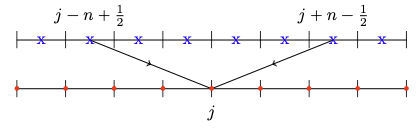 j − n + 1/2 j + n − 1/2
x x x x x x x x
j